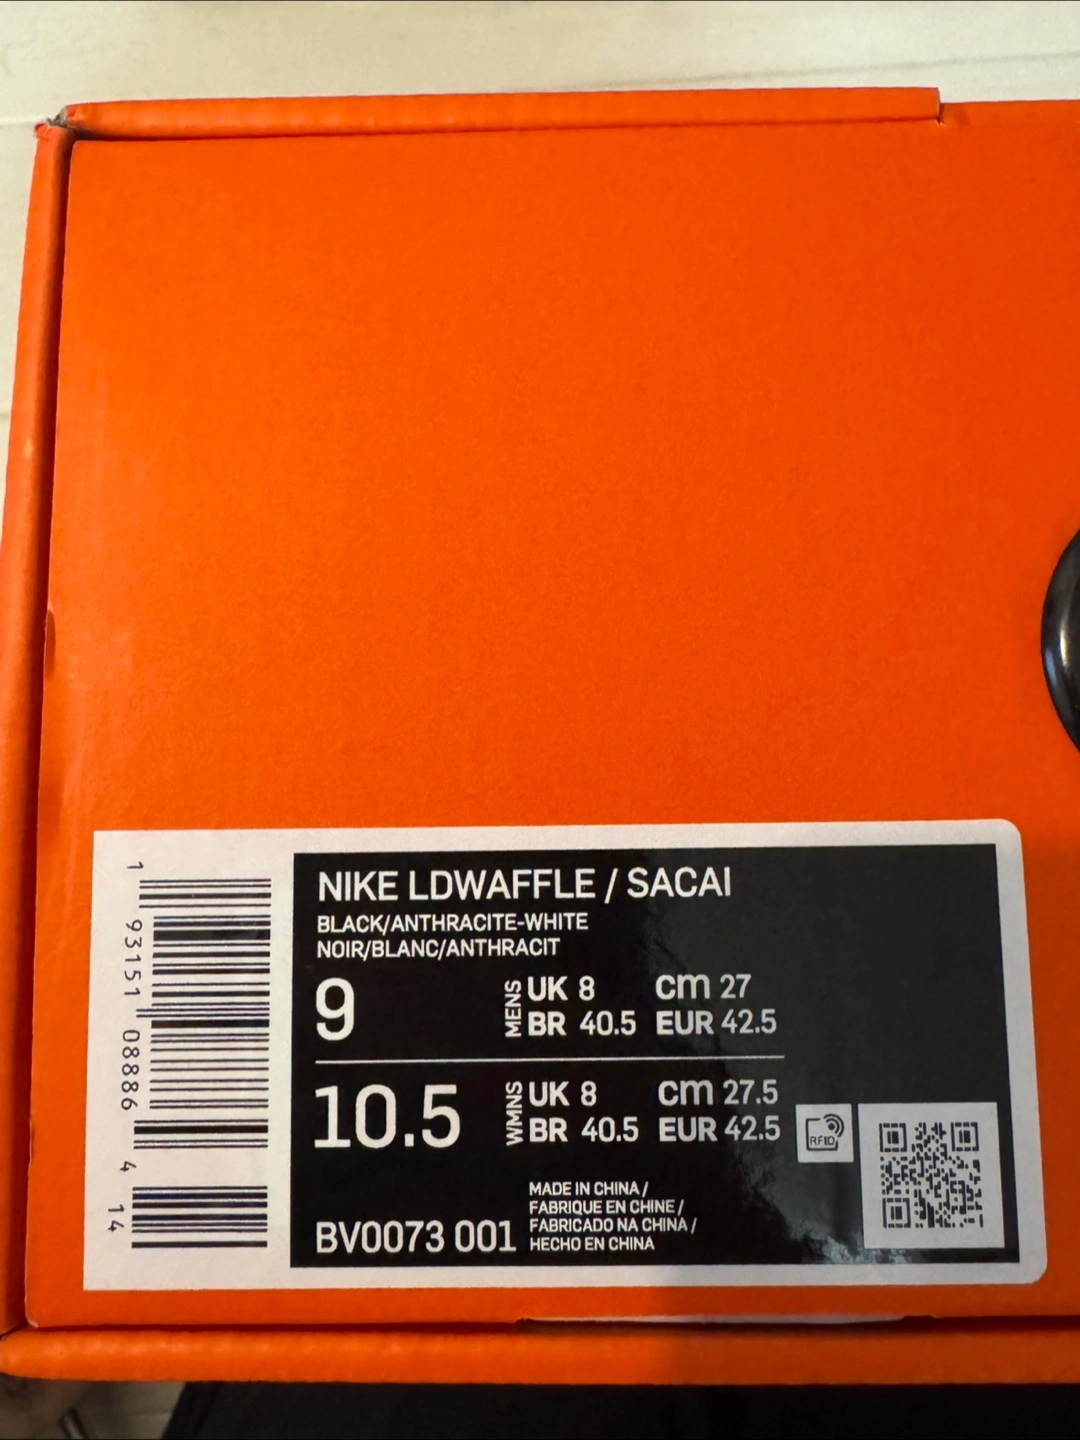 NIKE LDWAFFLE / SACAI
BLACK/ANTHRACITE-WHITE
NOIR/BLANC/ANTHRACIT
9
MENS
UK 8 cm 27
BR 40.5 EUR 42.5
10.5
WMNS
UK 8 cm 27.5
BR 40.5 EUR 42.5
RFID
BV0073 001
MADE IN CHINA /
FABRIQUE EN CHINE /
FABRICADO NA CHINA /
HECHO EN CHINA
1 93151 08886 4 14